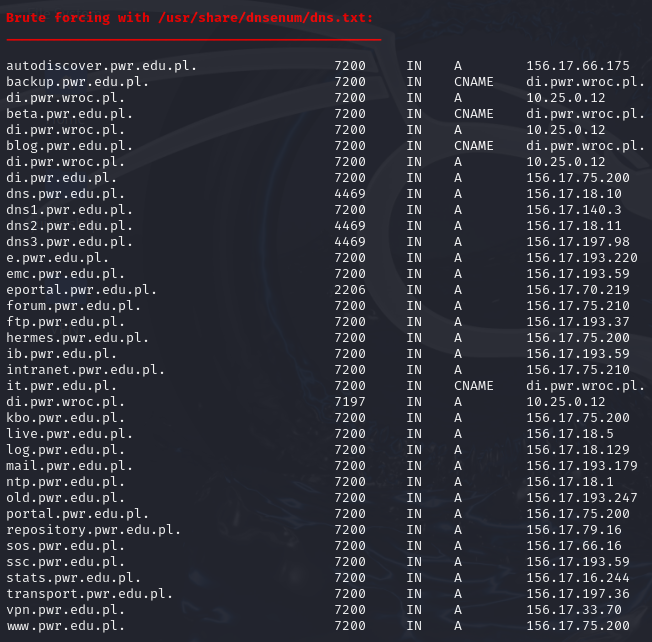 Brute forcing with /usr/share/dnsenum/dns.txt:
autodiscover.pwr.edu.pl. 7200 IN A 156.17.66.175
backup.pwr.edu.pl. 7200 IN CNAME di.pwr.wroc.pl.
di.pwr.wroc.pl. 7200 IN A 10.25.0.12
beta.pwr.edu.pl. 7200 IN CNAME di.pwr.wroc.pl.
di.pwr.wroc.pl. 7200 IN A 10.25.0.12
blog.pwr.edu.pl. 7200 IN CNAME di.pwr.wroc.pl.
di.pwr.wroc.pl. 7200 IN A 10.25.0.12
di.pwr.edu.pl. 7200 IN A 156.17.75.200
dns.pwr.edu.pl. 4469 IN A 156.17.18.10
dns1.pwr.edu.pl. 7200 IN A 156.17.140.3
dns2.pwr.edu.pl. 4469 IN A 156.17.18.11
dns3.pwr.edu.pl. 4469 IN A 156.17.197.98
e.pwr.edu.pl. 7200 IN A 156.17.193.220
emc.pwr.edu.pl. 7200 IN A 156.17.193.59
eportal.pwr.edu.pl. 2206 IN A 156.17.70.219
forum.pwr.edu.pl. 7200 IN A 156.17.75.210
ftp.pwr.edu.pl. 7200 IN A 156.17.193.37
hermes.pwr.edu.pl. 7200 IN A 156.17.75.200
ib.pwr.edu.pl. 7200 IN A 156.17.193.59
intranet.pwr.edu.pl. 7200 IN A 156.17.75.210
it.pwr.edu.pl. 7200 IN CNAME di.pwr.wroc.pl.
di.pwr.wroc.pl. 7197 IN A 10.25.0.12
kbo.pwr.edu.pl. 7200 IN A 156.17.75.200
live.pwr.edu.pl. 7200 IN A 156.17.18.5
log.pwr.edu.pl. 7200 IN A 156.17.18.129
mail.pwr.edu.pl. 7200 IN A 156.17.193.179
ntp.pwr.edu.pl. 7200 IN A 156.17.18.1
old.pwr.edu.pl. 7200 IN A 156.17.193.247
portal.pwr.edu.pl. 7200 IN A 156.17.75.200
repository.pwr.edu.pl. 7200 IN A 156.17.79.16
sos.pwr.edu.pl. 7200 IN A 156.17.66.16
ssc.pwr.edu.pl. 7200 IN A 156.17.193.59
stats.pwr.edu.pl. 7200 IN A 156.17.16.244
transport.pwr.edu.pl. 7200 IN A 156.17.197.36
vpn.pwr.edu.pl. 7200 IN A 156.17.33.70
www.pwr.edu.pl. 7200 IN A 156.17.75.200